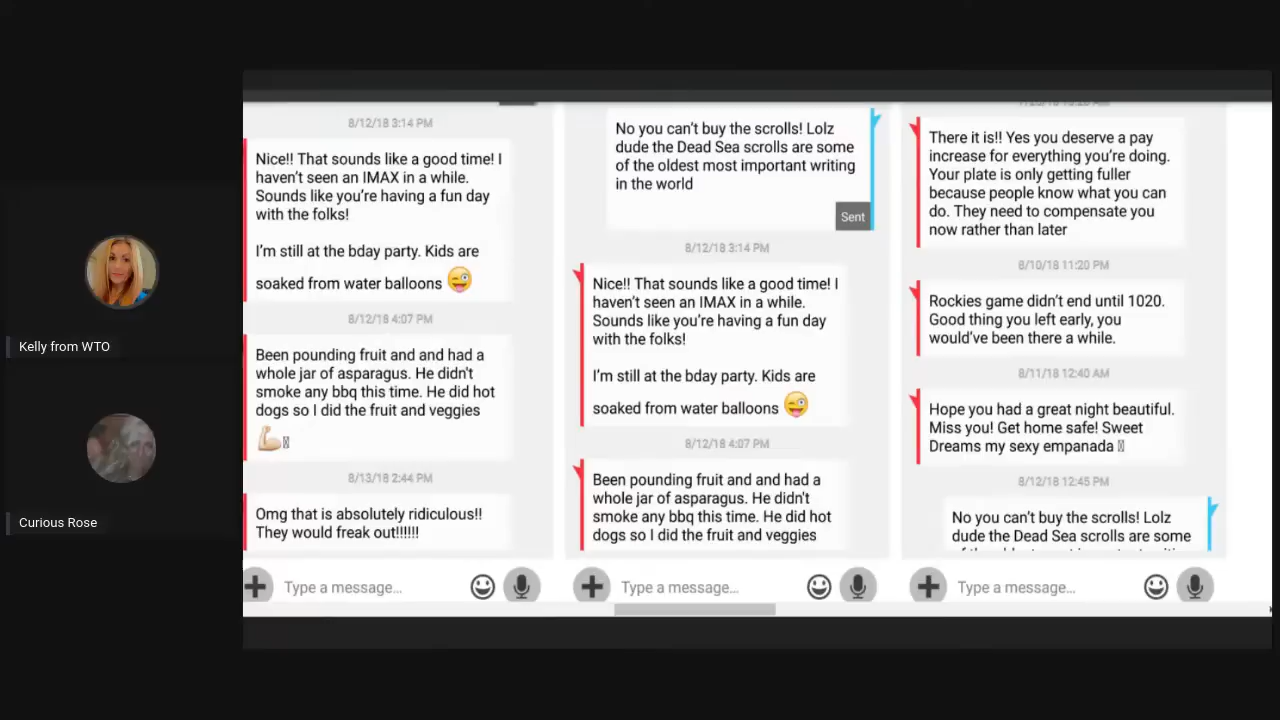 Kelly from WTO
Curious Rose
8/12/18 3:14 PM
Nice!! That sounds like a good time! I
haven't seen an IMAX in a while.
Sounds like you're having a fun day
with the folks!
I'm still at the bday party. Kids are
soaked from water balloons 😜
8/12/18 4:07 PM
Been pounding fruit and and had a
whole jar of asparagus. He didn't
smoke any bbq this time. He did hot
dogs so I did the fruit and veggies
💪🏼
8/13/18 2:44 PM
Omg that is absolutely ridiculous!!
They would freak out!!!!!!
Type a message...
No you can't buy the scrolls! Lolz
dude the Dead Sea scrolls are some
of the oldest most important writing
in the world
Sent
8/12/18 3:14 PM
Nice!! That sounds like a good time! I
haven't seen an IMAX in a while.
Sounds like you're having a fun day
with the folks!
I'm still at the bday party. Kids are
soaked from water balloons 😜
8/12/18 4:07 PM
Been pounding fruit and and had a
whole jar of asparagus. He didn't
smoke any bbq this time. He did hot
dogs so I did the fruit and veggies
Type a message...
There it is!! Yes you deserve a pay
increase for everything you're doing.
Your plate is only getting fuller
because people know what you can
do. They need to compensate you
now rather than later
8/10/18 11:20 PM
Rockies game didn't end until 1020.
Good thing you left early, you
would've been there a while.
8/11/18 12:40 AM
Hope you had a great night beautiful.
Miss you! Get home safe! Sweet
Dreams my sexy empanada
8/12/18 12:45 PM
No you can't buy the scrolls! Lolz
dude the Dead Sea scrolls are some
Type a message...